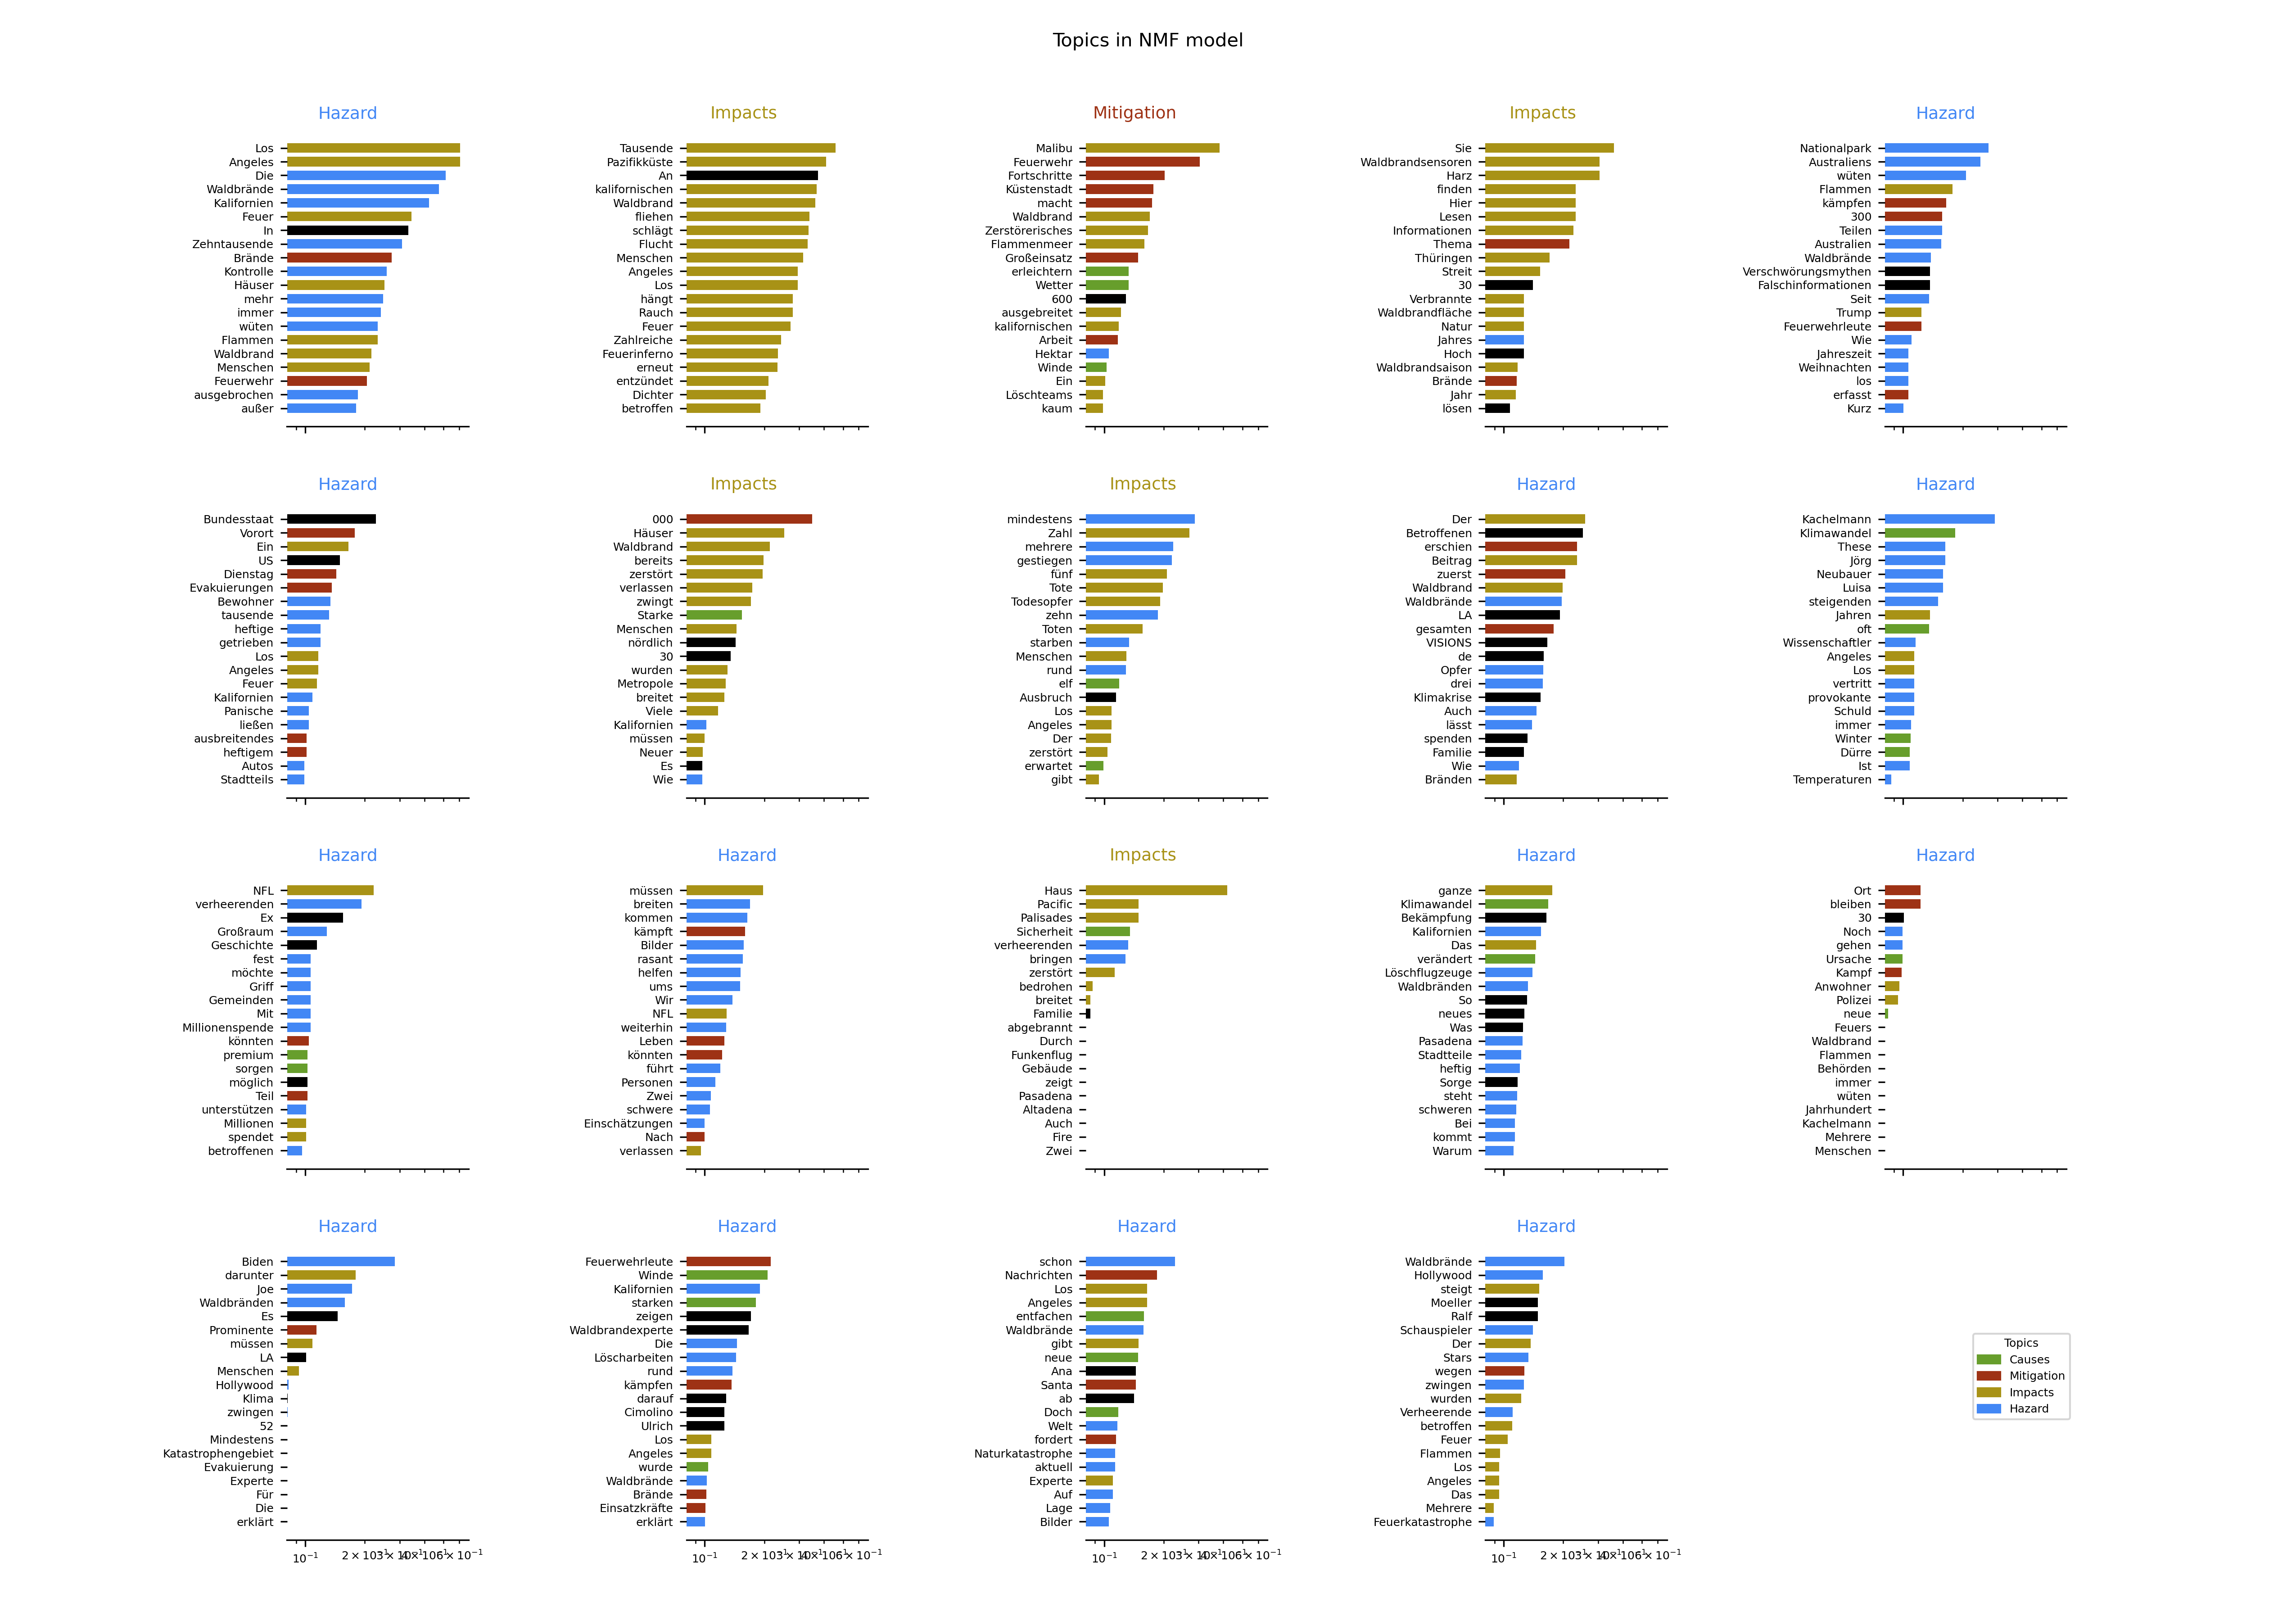 Topics in NMF model
Hazard
Los
Angeles
Die
Waldbrände
Kalifornien
Feuer
In
Zehntausende
Brände
Kontrolle
Häuser
mehr
immer
wüten
Flammen
Waldbrand
Menschen
Feuerwehr
ausgebrochen
außer
Impacts
Tausende
Pazifikküste
An
kalifornischen
Waldbrand
fliehen
schlägt
Flucht
Menschen
Angeles
Los
hängt
Rauch
Feuer
Zahlreiche
Feuerinferno
erneut
entzündet
Dichter
betroffen
Mitigation
Malibu
Feuerwehr
Fortschritte
Küstenstadt
macht
Waldbrand
Zerstörerisches
Flammenmeer
Großeinsatz
erleichtern
Wetter
600
ausgebreitet
kalifornischen
Arbeit
Hektar
Winde
Ein
Löschteams
kaum
Impacts
Sie
Waldbrandsensoren
Harz
finden
Hier
Lesen
Informationen
Thema
Thüringen
Streit
30
Verbrannte
Waldbrandfläche
Natur
Jahres
Hoch
Waldbrandsaison
Brände
Jahr
lösen
Hazard
Nationalpark
Australiens
wüten
Flammen
kämpfen
300
Teilen
Australien
Waldbrände
Verschwörungsmythen
Falschinformationen
Seit
Trump
Feuerwehrleute
Wie
Jahreszeit
Weihnachten
los
erfasst
Kurz
Hazard
Bundesstaat
Vorort
Ein
US
Dienstag
Evakuierungen
Bewohner
tausende
heftige
getrieben
Los
Angeles
Feuer
Kalifornien
Panische
ließen
ausbreitendes
heftigem
Autos
Stadtteils
Impacts
000
Häuser
Waldbrand
bereits
zerstört
verlassen
zwingt
Starke
Menschen
nördlich
30
wurden
Metropole
breitet
Viele
Kalifornien
müssen
Neuer
Es
Wie
Impacts
mindestens
Zahl
mehrere
gestiegen
fünf
Tote
Todesopfer
zehn
Toten
starben
Menschen
rund
elf
Ausbruch
Los
Angeles
Der
zerstört
erwartet
gibt
Hazard
Der
Betroffenen
erschien
Beitrag
zuerst
Waldbrand
Waldbrände
LA
gesamten
VISIONS
de
Opfer
drei
Klimakrise
Auch
lässt
spenden
Familie
Wie
Bränden
Hazard
Kachelmann
Klimawandel
These
Jörg
Neubauer
Luisa
steigenden
Jahren
oft
Wissenschaftler
Angeles
Los
vertritt
provokante
Schuld
immer
Winter
Dürre
Ist
Temperaturen
Hazard
NFL
verheerenden
Ex
Großraum
Geschichte
fest
möchte
Griff
Gemeinden
Mit
Millionenspende
könnten
premium
sorgen
möglich
Teil
unterstützen
Millionen
spendet
betroffenen
Hazard
müssen
breiten
kommen
kämpft
Bilder
rasant
helfen
ums
Wir
NFL
weiterhin
Leben
könnten
führt
Personen
Zwei
schwere
Einschätzungen
Nach
verlassen
Impacts
Haus
Pacific
Palisades
Sicherheit
verheerenden
bringen
zerstört
bedrohen
breitet
Familie
abgebrannt
Durch
Funkenflug
Gebäude
zeigt
Pasadena
Altadena
Auch
Fire
Zwei
Hazard
ganze
Klimawandel
Bekämpfung
Kalifornien
Das
verändert
Löschflugzeuge
Waldbränden
So
neues
Was
Pasadena
Stadtteile
heftig
Sorge
steht
schweren
Bei
kommt
Warum
Hazard
Ort
bleiben
30
Noch
gehen
Ursache
Kampf
Anwohner
Polizei
neue
Feuers
Waldbrand
Flammen
Behörden
immer
wüten
Jahrhundert
Kachelmann
Mehrere
Menschen
Hazard
Biden
darunter
Joe
Waldbränden
Es
Prominente
müssen
LA
Menschen
Hollywood
Klima
zwingen
52
Mindestens
Katastrophengebiet
Evakuierung
Experte
Für
Die
erklärt
10⁻¹
Hazard
Feuerwehrleute
Winde
Kalifornien
starken
zeigen
Waldbrandexperte
Die
Löscharbeiten
rund
kämpfen
darauf
Cimolino
Ulrich
Los
Angeles
wurde
Waldbrände
Brände
Einsatzkräfte
erklärt
10⁻¹
Hazard
schon
Nachrichten
Los
Angeles
entfachen
Waldbrände
gibt
neue
Ana
Santa
ab
Doch
Welt
fordert
Naturkatastrophe
aktuell
Experte
Auf
Lage
Bilder
10⁻¹
Hazard
Waldbrände
Hollywood
steigt
Moeller
Ralf
Schauspieler
Der
Stars
wegen
zwingen
wurden
Verheerende
betroffen
Feuer
Flammen
Los
Angeles
Das
Mehrere
Feuerkatastrophe
10⁻¹
Topics
Causes
Mitigation
Impacts
Hazard